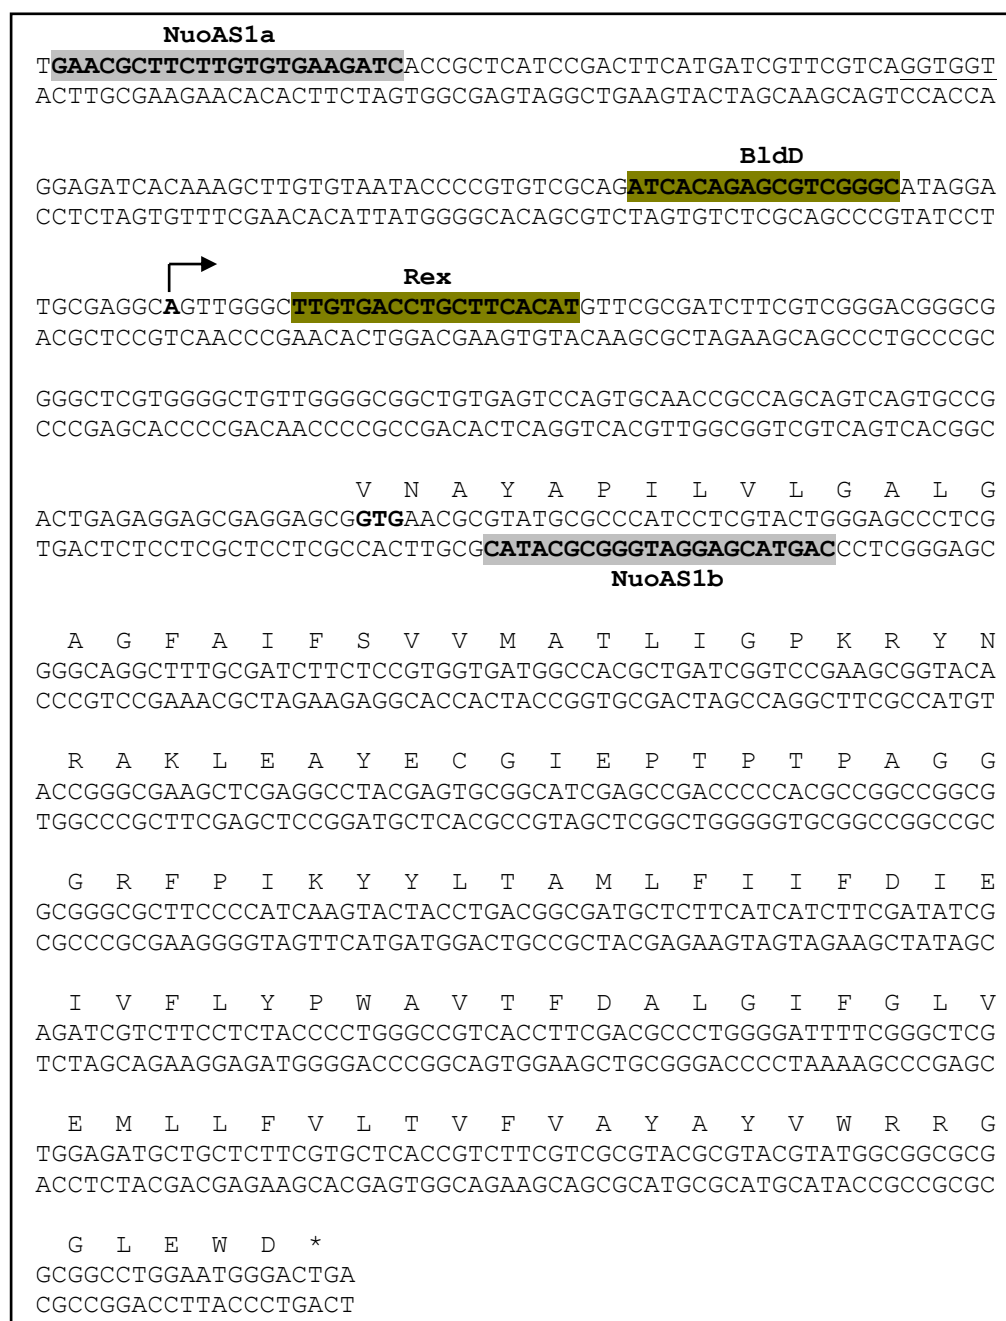 NuoAS1a
TGAACGCTTCTTGTGTGAAGATCACCGCTCATCCGACTTCATGATCGTTCGTCAGGTGGT
ACTTGCGAAGAACACACTTCTAGTGGCGAGTAGGCTGAAGTACTAGCAAGCAGTCCACCA
BldD
GGAGATCACAAAGCTTGTGTAATACCCCGTGTCGCAGATCACAGAGCGTCGGGCATAGGA
CCTCTAGTGTTTCGAACACATTATGGGGCACAGCGTCTAGTGTCTCGCAGCCCGTATCCT
Rex
TGCGAGGCAGTTGGGCTTGTGACCTGCTTCACATGTTCGCGATCTTCGTCGGGACGGGCG
ACGCTCCGTCAACCCGAACACTGGACGAAGTGTACAAGCGCTAGAAGCAGCCCTGCCCGC
GGGCTCGTGGGGCTGTTGGGGCGGCTGTGAGTCCAGTGCAACCGCCAGCAGTCAGTGCCG
CCCGAGCACCCCGACAACCCCGCCGACACTCAGGTCACGTTGGCGGTCGTCAGTCACGGC
V N A Y A P I L V L G A L G
ACTGAGAGGAGCGAGGAGCGGTGAACGCGTATGCGCCCATCCTCGTACTGGGAGCCCTCG
TGACTCTCCTCGCTCCTCGCCACTTGCGCATACGCGGGTAGGAGCATGACCCTCGGGAGC
NuoAS1b
A G F A I F S V V M A T L I G P K R Y N
GGGCAGGCTTTGCGATCTTCTCCGTGGTGATGGCCACGCTGATCGGTCCGAAGCGGTACA
CCCGTCCGAAACGCTAGAAGAGGCACCACTACCGGTGCGACTAGCCAGGCTTCGCCATGT
R A K L E A Y E C G I E P T P T P A G G
ACCGGGCGAAGCTCGAGGCCTACGAGTGCGGCATCGAGCCGACCCCCACGCCGGCCGGCG
TGGCCCGCTTCGAGCTCCGGATGCTCACGCCGTAGCTCGGCTGGGGGTGCGGCCGGCCGC
G R F P I K Y Y L T A M L F I I F D I E
GCGGGCGCTTCCCCATCAAGTACTACCTGACGGCGATGCTCTTCATCATCTTCGATATCG
CGCCCGCGAAGGGGTAGTTCATGATGGACTGCCGCTACGAGAAGTAGTAGAAGCTATAGC
I V F L Y P W A V T F D A L G I F G L V
AGATCGTCTTCCTCTACCCCTGGGCCGTCACCTTCGACGCCCTGGGGATTTTCGGGCTCG
TCTAGCAGAAGGAGATGGGGACCCGGCAGTGGAAGCTGCGGGACCCCTAAAAGCCCGAGC
E M L L F V L T V F V A Y A Y V W R R G
TGGAGATGCTGCTCTTCGTGCTCACCGTCTTCGTCGCGTACGCGTACGTATGGCGGCGCG
ACCTCTACGACGAGAAGCACGAGTGGCAGAAGCAGCGCATGCGCATGCATACCGCCGCGC
G L E W D *
GCGGCCTGGAATGGGACTGA
CGCCGGACCTTACCCTGACT